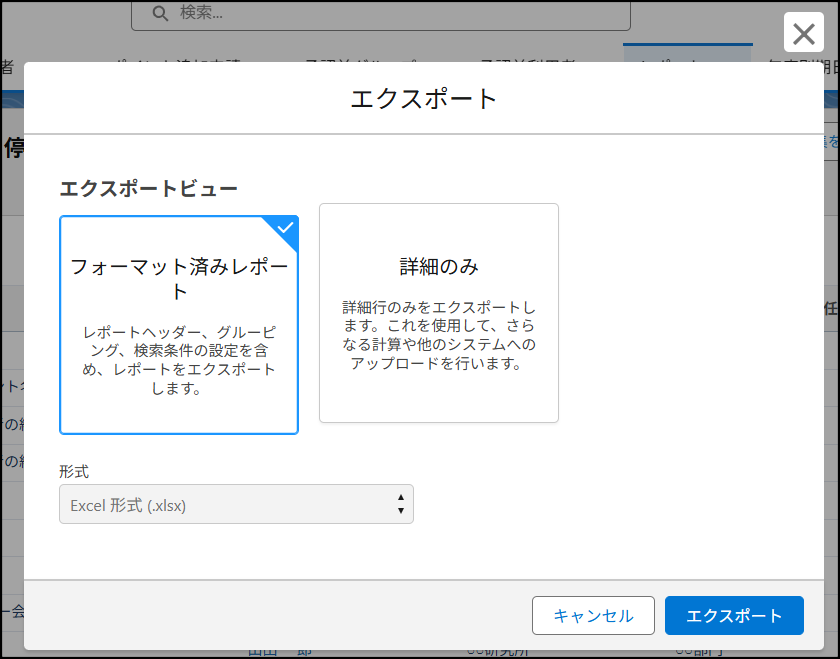 検索...
者
停
エクスポート
エクスポートビュー
フォーマット済みレポー
ト
レポートヘッダー、グルーピ
ング、検索条件の設定を含
め、レポートをエクスポート
します。
詳細のみ
詳細行のみをエクスポートし
ます。これを使用して、さら
なる計算や他のシステムへの
アップロードを行います。
任
形式
Excel 形式 (.xlsx)
キャンセル
エクスポート